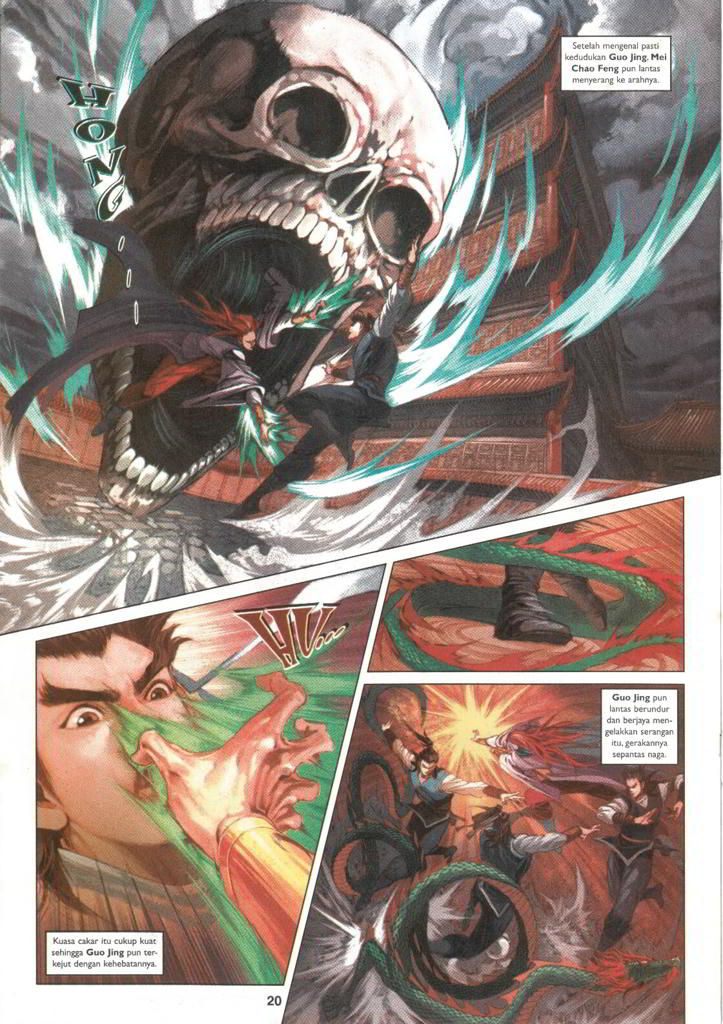 Setelah mengenal pasti
kedudukan Guo Jing, Mei
Chao Feng pun lantas
menyerang ke arahnya.
HONG
HU...
Kuasa cakar itu cukup kuat
sehingga Guo Jing pun ter-
kejut dengan kehebatannya.
Guo Jing pun
lantas berundur
dan berjaya men-
gelakkan serangan
itu, gerakannya
sepantas naga.
20